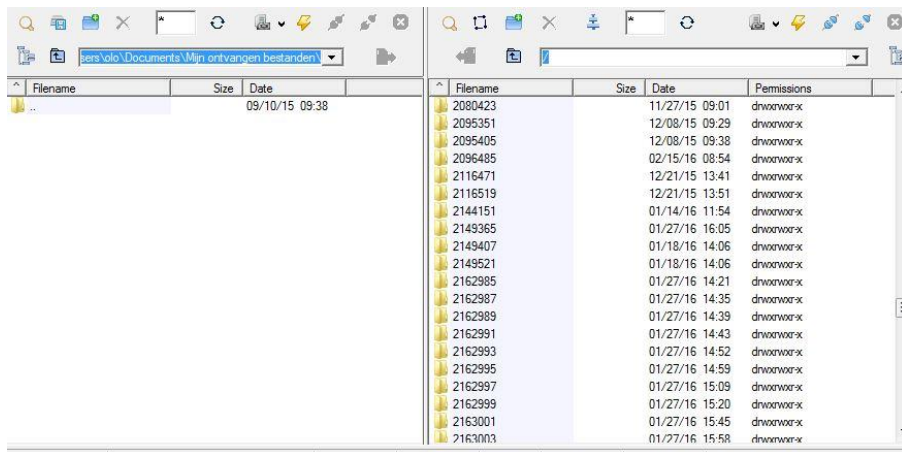 *
*
sers\olo\Documents\Mijn ontvangen bestanden\
/
^ Filename Size Date
.. 09/10/15 09:38
^ Filename Size Date Permissions
2080423 11/27/15 09:01 drwxrwxr-x
2095351 12/08/15 09:29 drwxrwxr-x
2095405 12/08/15 09:38 drwxrwxr-x
2096485 02/15/16 08:54 drwxrwxr-x
2116471 12/21/15 13:41 drwxrwxr-x
2116519 12/21/15 13:51 drwxrwxr-x
2144151 01/14/16 11:54 drwxrwxr-x
2149365 01/27/16 16:05 drwxrwxr-x
2149407 01/18/16 14:06 drwxrwxr-x
2149521 01/18/16 14:06 drwxrwxr-x
2162985 01/27/16 14:21 drwxrwxr-x
2162987 01/27/16 14:35 drwxrwxr-x
2162989 01/27/16 14:39 drwxrwxr-x
2162991 01/27/16 14:43 drwxrwxr-x
2162993 01/27/16 14:52 drwxrwxr-x
2162995 01/27/16 14:59 drwxrwxr-x
2162997 01/27/16 15:09 drwxrwxr-x
2162999 01/27/16 15:20 drwxrwxr-x
2163001 01/27/16 15:45 drwxrwxr-x
2163003 01/27/16 15:58 drwxrwxr-x